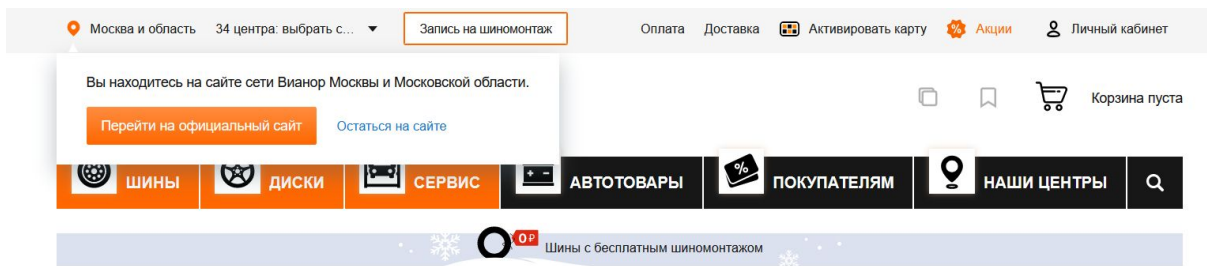 Москва и область 34 центра: выбрать с... Запись на шиномонтаж Оплата Доставка Активировать карту % Акции Личный кабинет
Вы находитесь на сайте сети Вианор Москвы и Московской области.
Перейти на официальный сайт Остаться на сайте
Корзина пуста
ШИНЫ ДИСКИ СЕРВИС АВТОТОВАРЫ % ПОКУПАТЕЛЯМ НАШИ ЦЕНТРЫ
0₽ Шины с бесплатным шиномонтажом